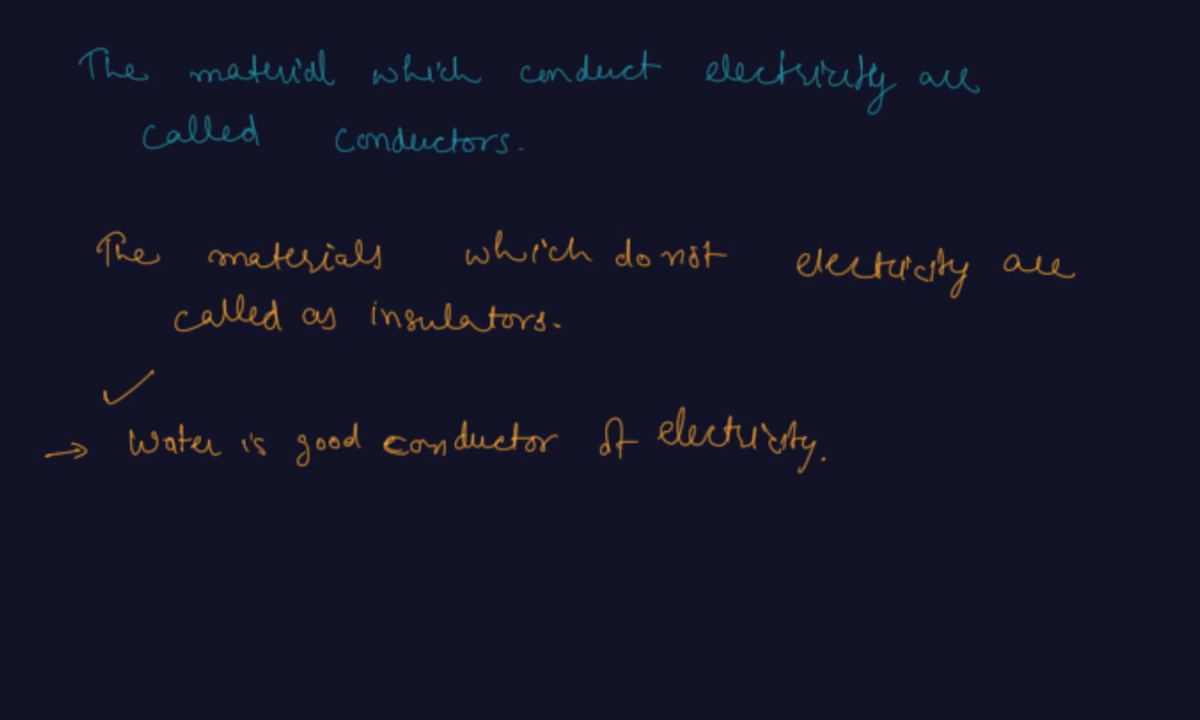 The material which conduct electricity are
called conductors.
The materials which do not electricity are
called as insulators.
→ Water is good conductor of electricity.